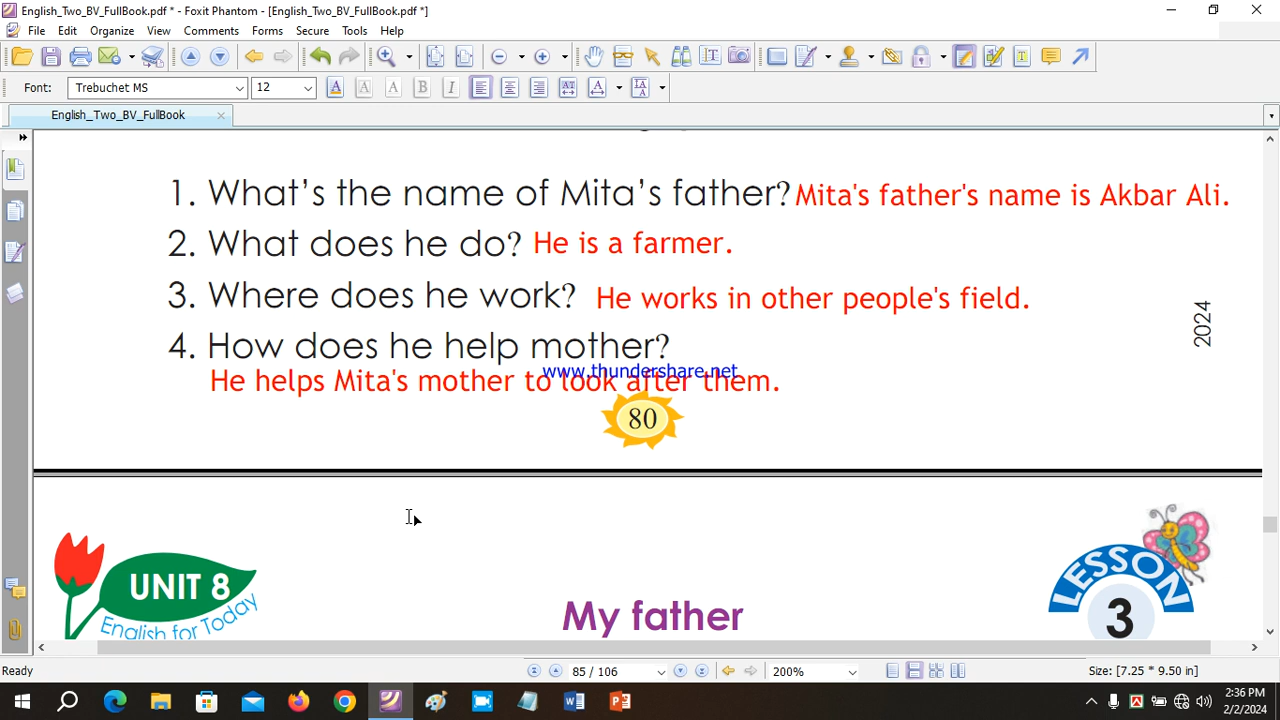 English_Two_BV_FullBook.pdf * - Foxit Phantom - [English_Two_BV_FullBook.pdf *]
File Edit Organize View Comments Forms Secure Tools Help
Font: Trebuchet MS 12
English_Two_BV_FullBook
1. What's the name of Mita's father? Mita's father's name is Akbar Ali.
2. What does he do? He is a farmer.
3. Where does he work? He works in other people's field.
4. How does he help mother?
www.thundershare.net
He helps Mita's mother to look after them.
2024
80
UNIT 8
English for Today
My father
LESSON
3
Ready 85 / 106 200% Size: [7.25 * 9.50 in]
2:36 PM
2/2/2024